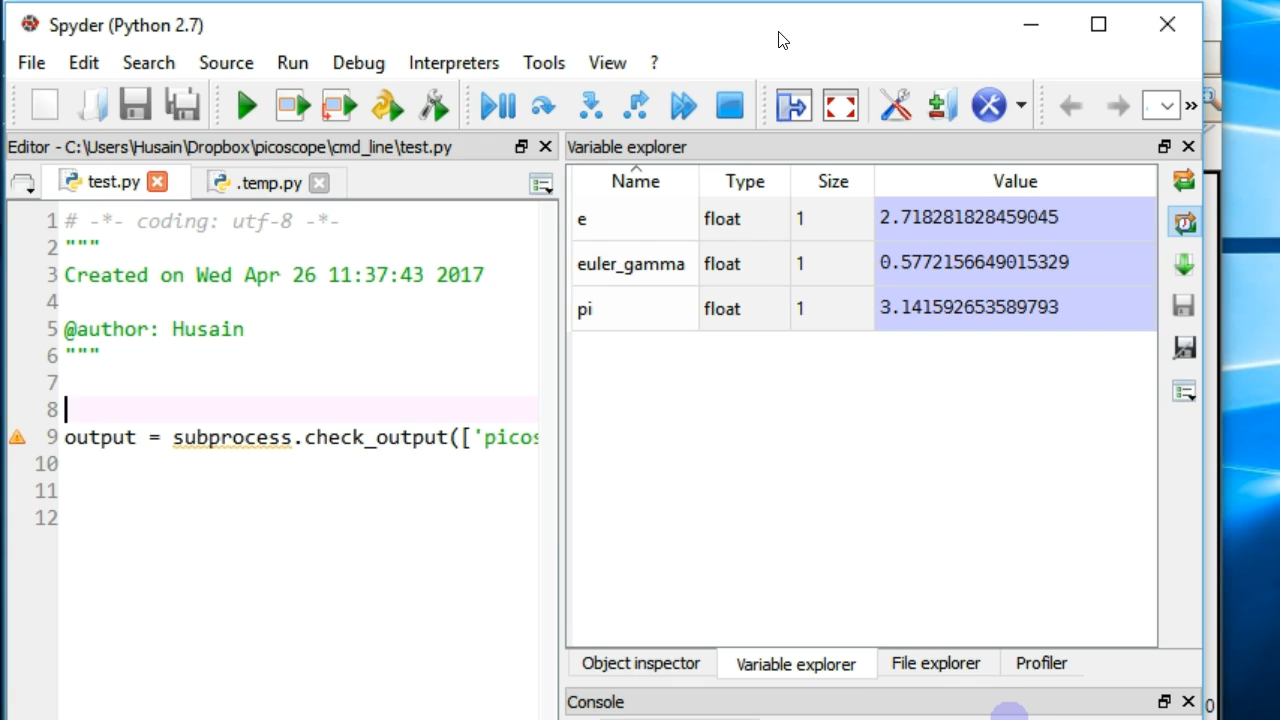 Spyder (Python 2.7)
File Edit Search Source Run Debug Interpreters Tools View ?
Editor - C:\Users\Husain\Dropbox\picoscope\cmd_line\test.py
test.py
.temp.py
1 # -*- coding: utf-8 -*-
2 """
3 Created on Wed Apr 26 11:37:43 2017
4
5 @author: Husain
6 """
7
8
9 output = subprocess.check_output(['picos
10
11
12
Variable explorer
Name Type Size Value
e float 1 2.718281828459045
euler_gamma float 1 0.5772156649015329
pi float 1 3.141592653589793
Object inspector Variable explorer File explorer Profiler
Console
0